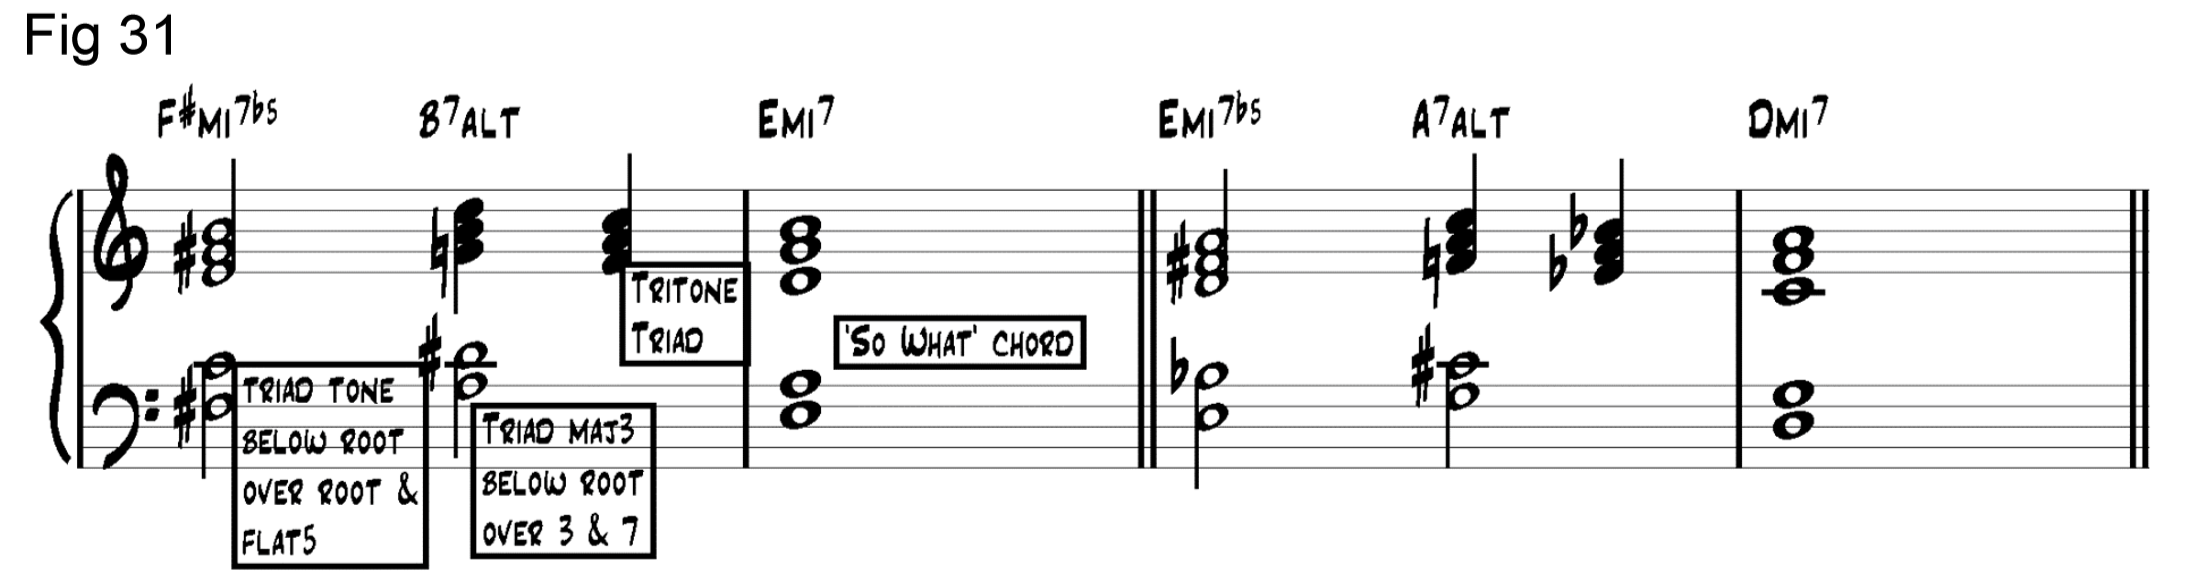 Fig 31
F#MI7b5 B7ALT EMI7 EMI7b5 A7ALT DMI7
TRITONE
TRIAD
'SO WHAT' CHORD
TRIAD TONE
BELOW ROOT
OVER ROOT &
FLAT5
TRIAD MAJ3
BELOW ROOT
OVER 3 & 7